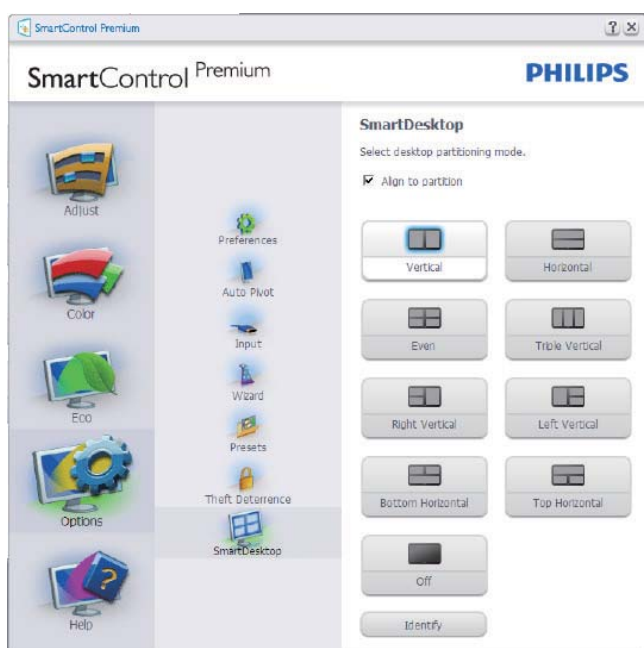 SmartControl Premium
SmartControl Premium
PHILIPS
Adjust
Color
Eco
Options
Help
Preferences
Auto Pivot
Input
Wizard
Presets
Theft Deterrence
SmartDesktop
SmartDesktop
Select desktop partitioning mode.
Align to partition
Vertical
Horizontal
Even
Triple Vertical
Right Vertical
Left Vertical
Bottom Horizontal
Top Horizontal
Off
Identify